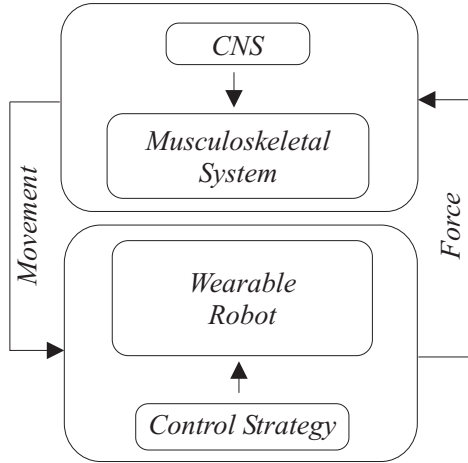 CNS
Musculoskeletal
System
Movement
Force
Wearable
Robot
Control Strategy